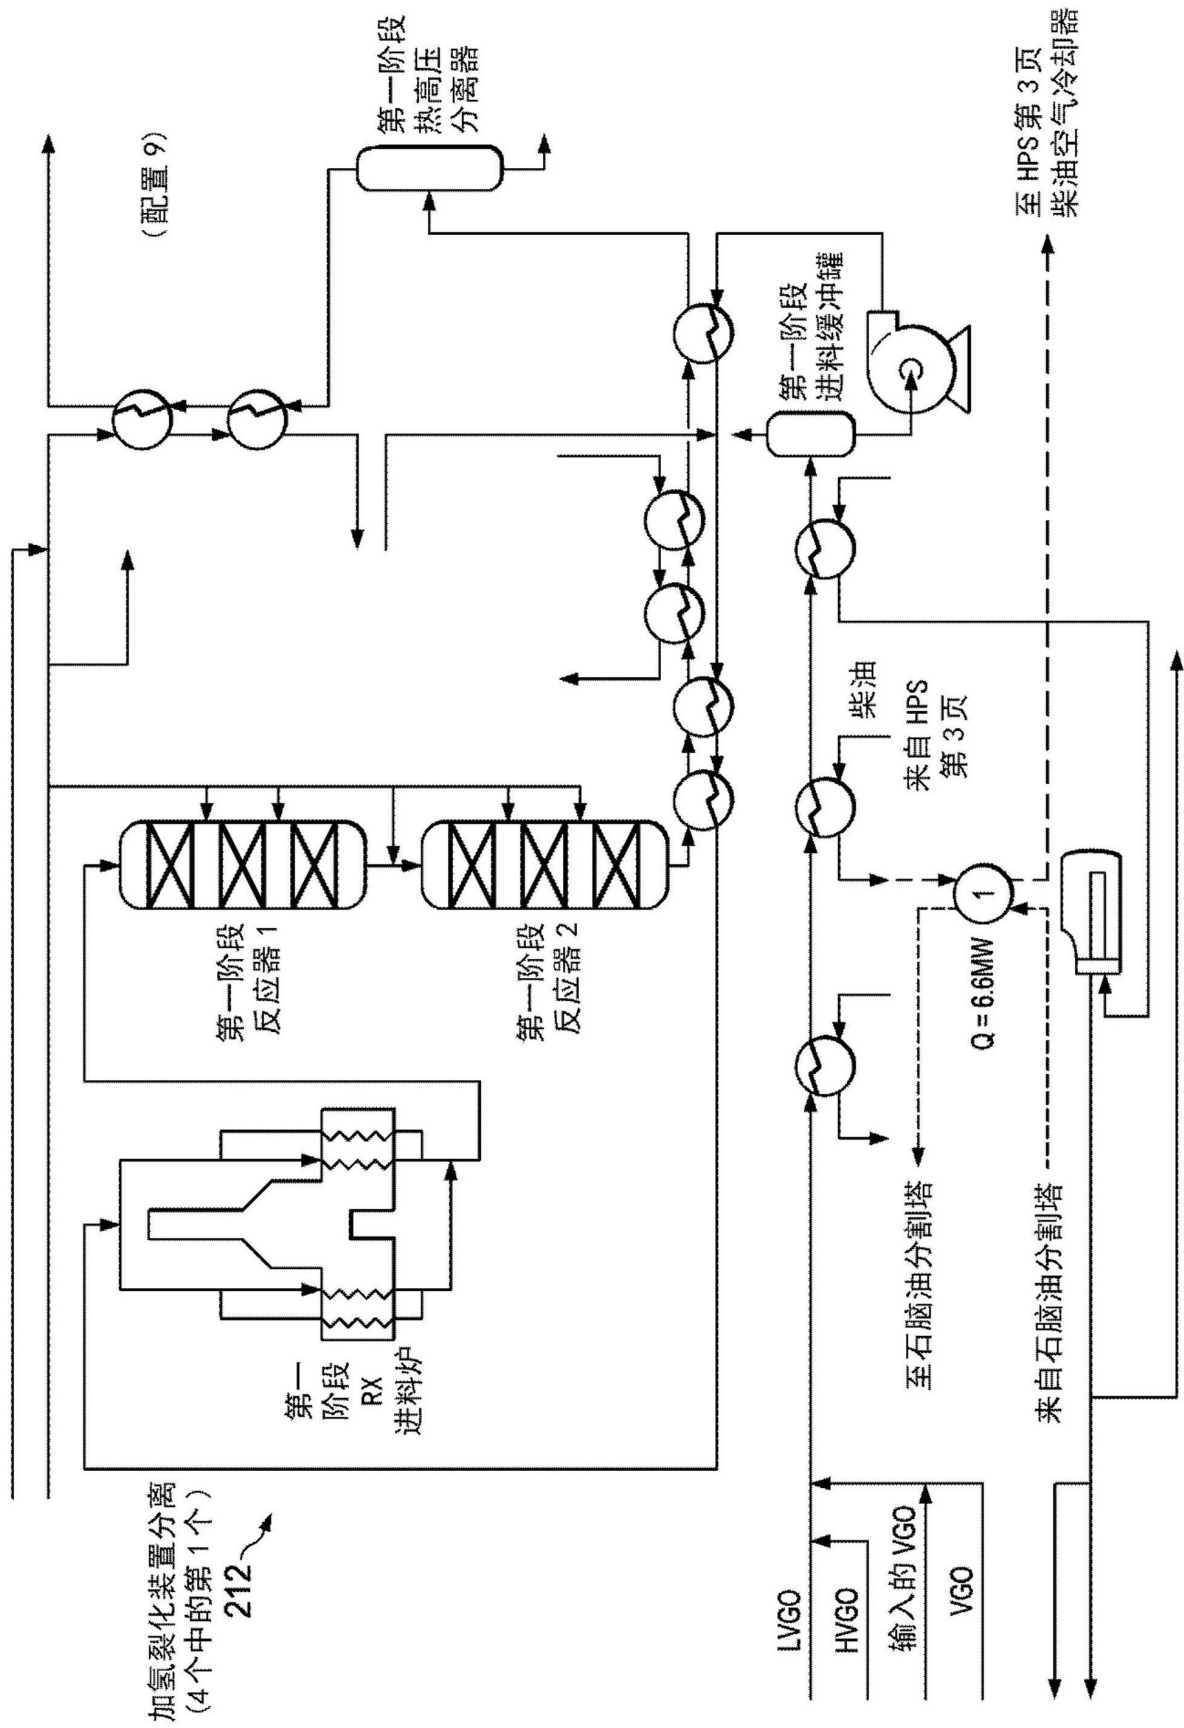 加氢裂化装置分离
(4个中的第1个)
212
(配置 9)
第一
阶段
RX
进料炉
第一阶段
反应器 1
第一阶段
反应器 2
第一阶段
热高压
分离器
第一阶段
进料缓冲罐
LVGO
HVGO
输入的 VGO
VGO
柴油
来自 HPS
第 3 页
至石脑油分割塔
Q = 6.6MW
1
来自石脑油分割塔
至 HPS 第 3 页
柴油空气冷却器